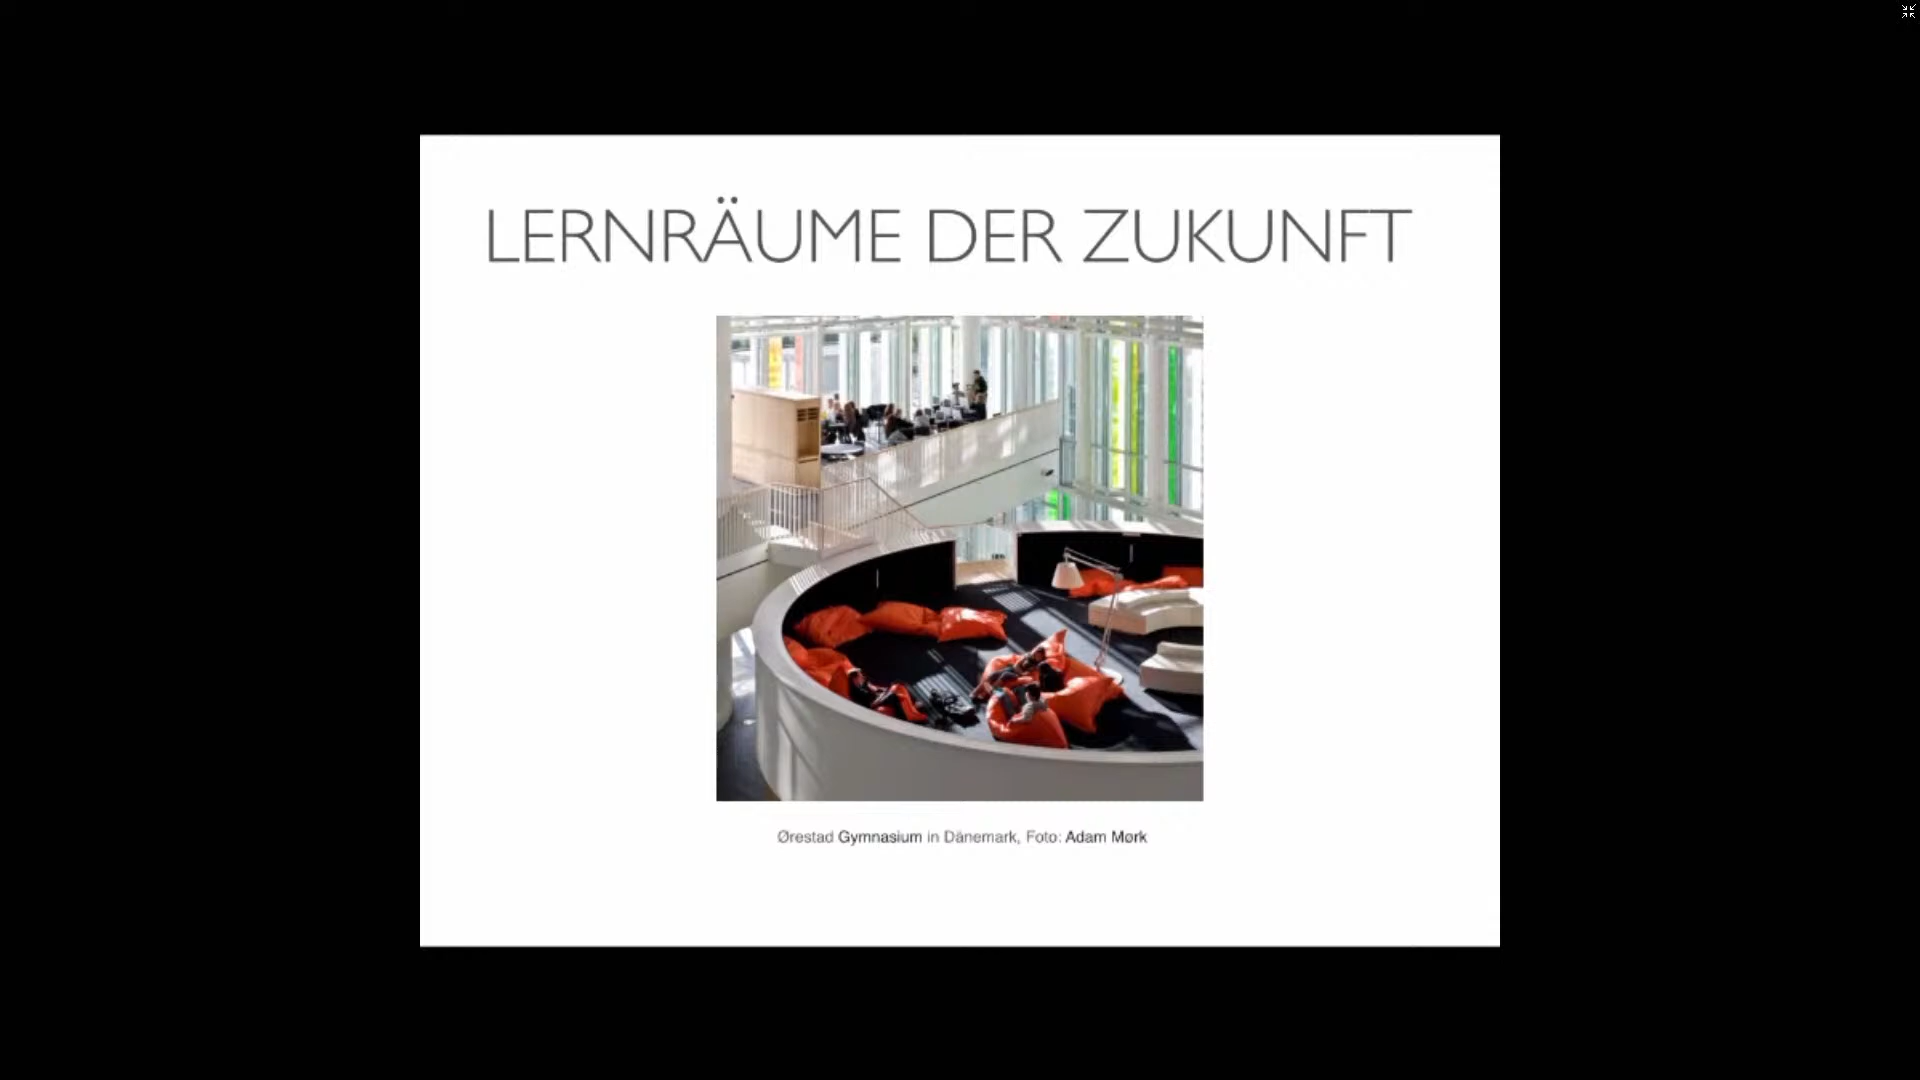 LERNRÄUME DER ZUKUNFT
Ørestad Gymnasium in Dänemark, Foto: Adam Mørk